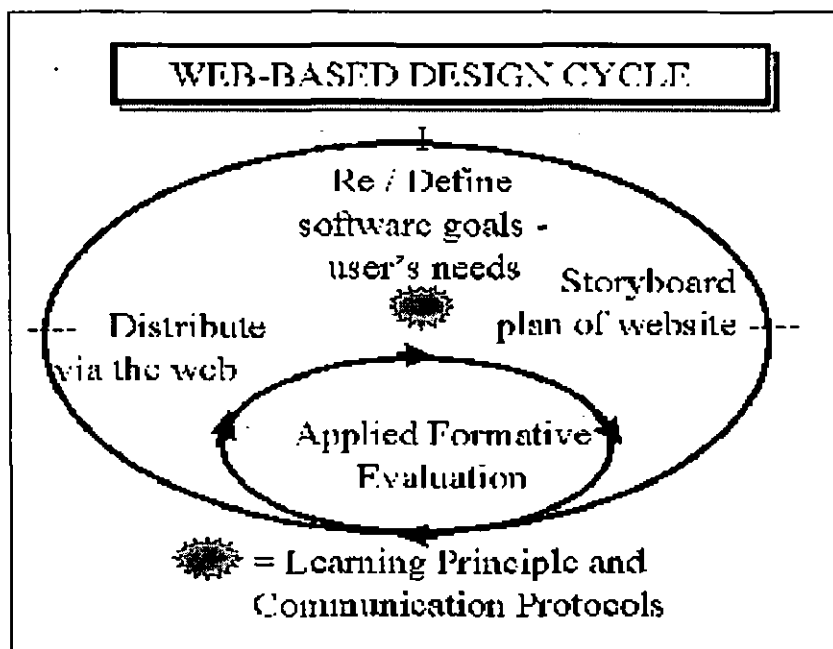 WEB-BASED DESIGN CYCLE
Re / Define
software goals -
user's needs
Storyboard
plan of website
Distribute
via the web
Applied Formative
Evaluation
= Learning Principle and
Communication Protocols